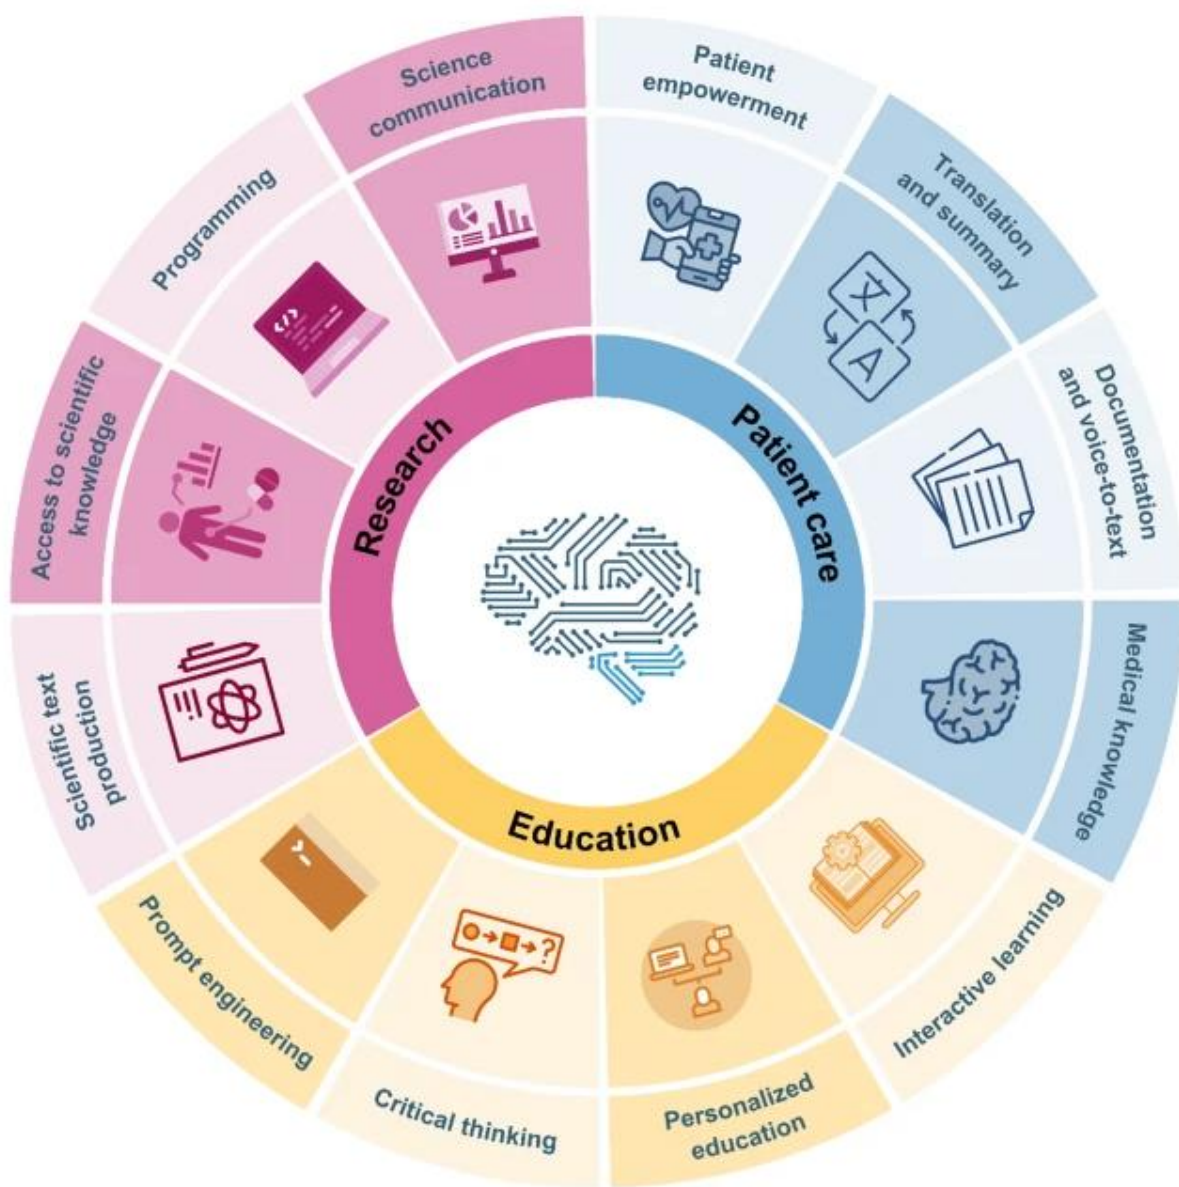 Patient
empowerment
Translation
and summary
Documentation
and voice-to-text
Medical knowledge
Interactive learning
Personalized
education
Critical thinking
Prompt engineering
Scientific text
production
Access to scientific
knowledge
Programming
Science
communication
Research
Patient care
Education